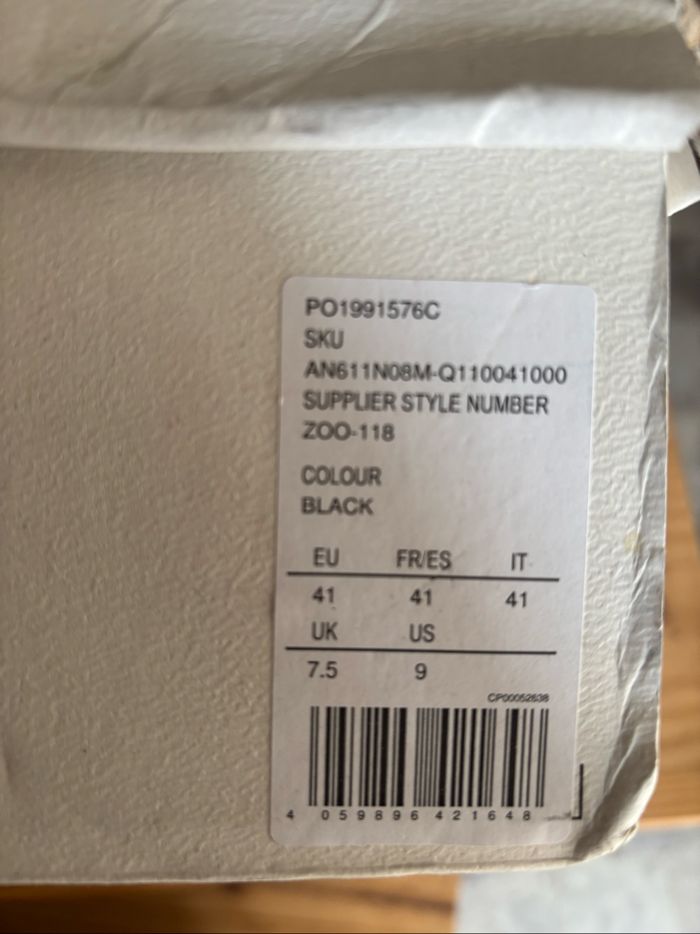 PO1991576C
SKU
AN611N08M-Q110041000
SUPPLIER STYLE NUMBER
ZOO-118
COLOUR
BLACK
EU FR/ES IT
41 41 41
UK US
7.5 9
CP00052638
4 059896 421648